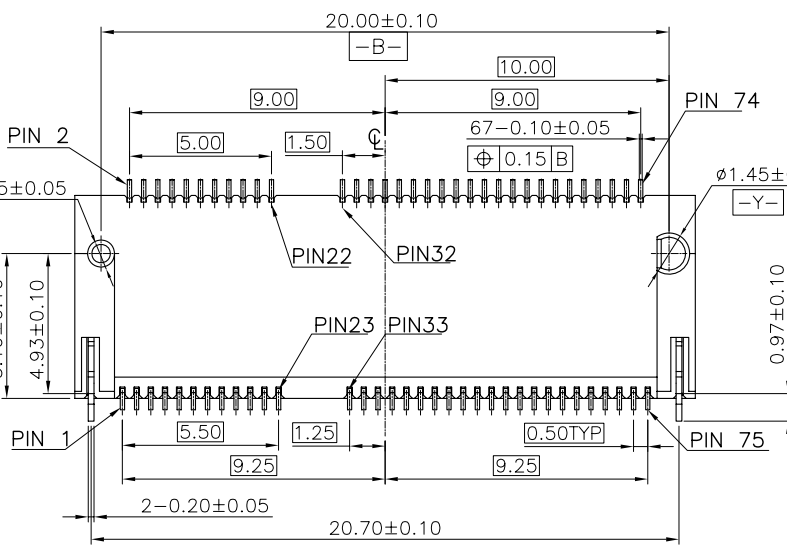 20.00±0.10
-B-
10.00
9.00
9.00
PIN 74
PIN 2
5.00
1.50
℄
67-0.10±0.05
⌖ 0.15 B
5±0.05
ø1.45±
-Y-
PIN22
PIN32
4.93±0.10
0.97±0.10
PIN23
PIN33
PIN 1
5.50
1.25
0.50TYP
PIN 75
9.25
9.25
2-0.20±0.05
20.70±0.10